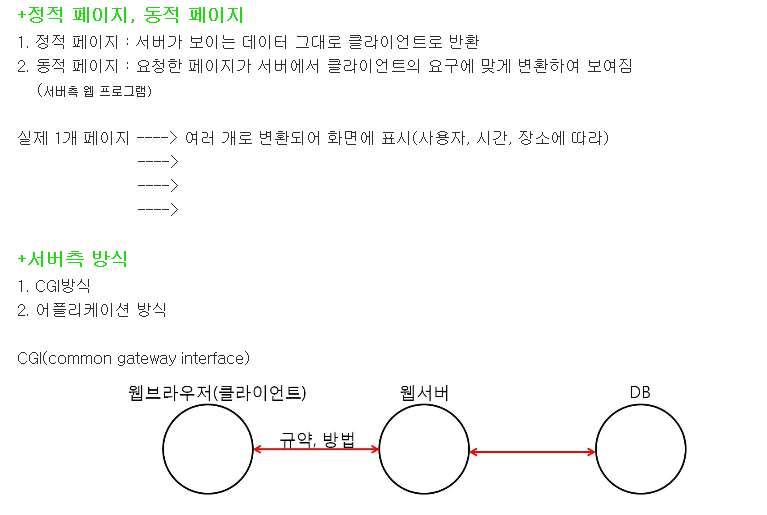 +정적 페이지, 동적 페이지
1. 정적 페이지 : 서버가 보이는 데이터 그대로 클라이언트로 반환
2. 동적 페이지 : 요청한 페이지가 서버에서 클라이언트의 요구에 맞게 변환하여 보여짐
(서버측 웹 프로그램)
실제 1개 페이지 ----> 여러 개로 변환되어 화면에 표시(사용자, 시간, 장소에 따라)
---->
---->
---->
+서버측 방식
1. CGI방식
2. 어플리케이션 방식
CGI(common gateway interface)
웹브라우저(클라이언트) 웹서버 DB
규약, 방법